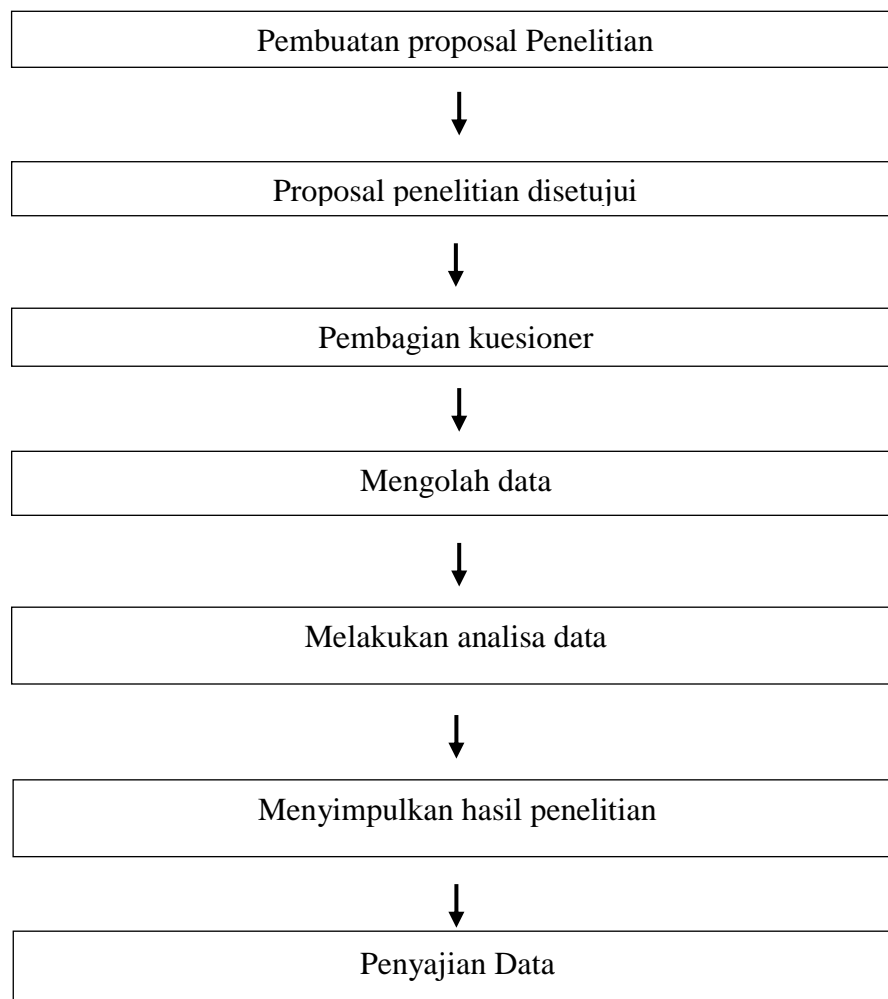 Pembuatan proposal Penelitian
Proposal penelitian disetujui
Pembagian kuesioner
Mengolah data
Melakukan analisa data
Menyimpulkan hasil penelitian
Penyajian Data